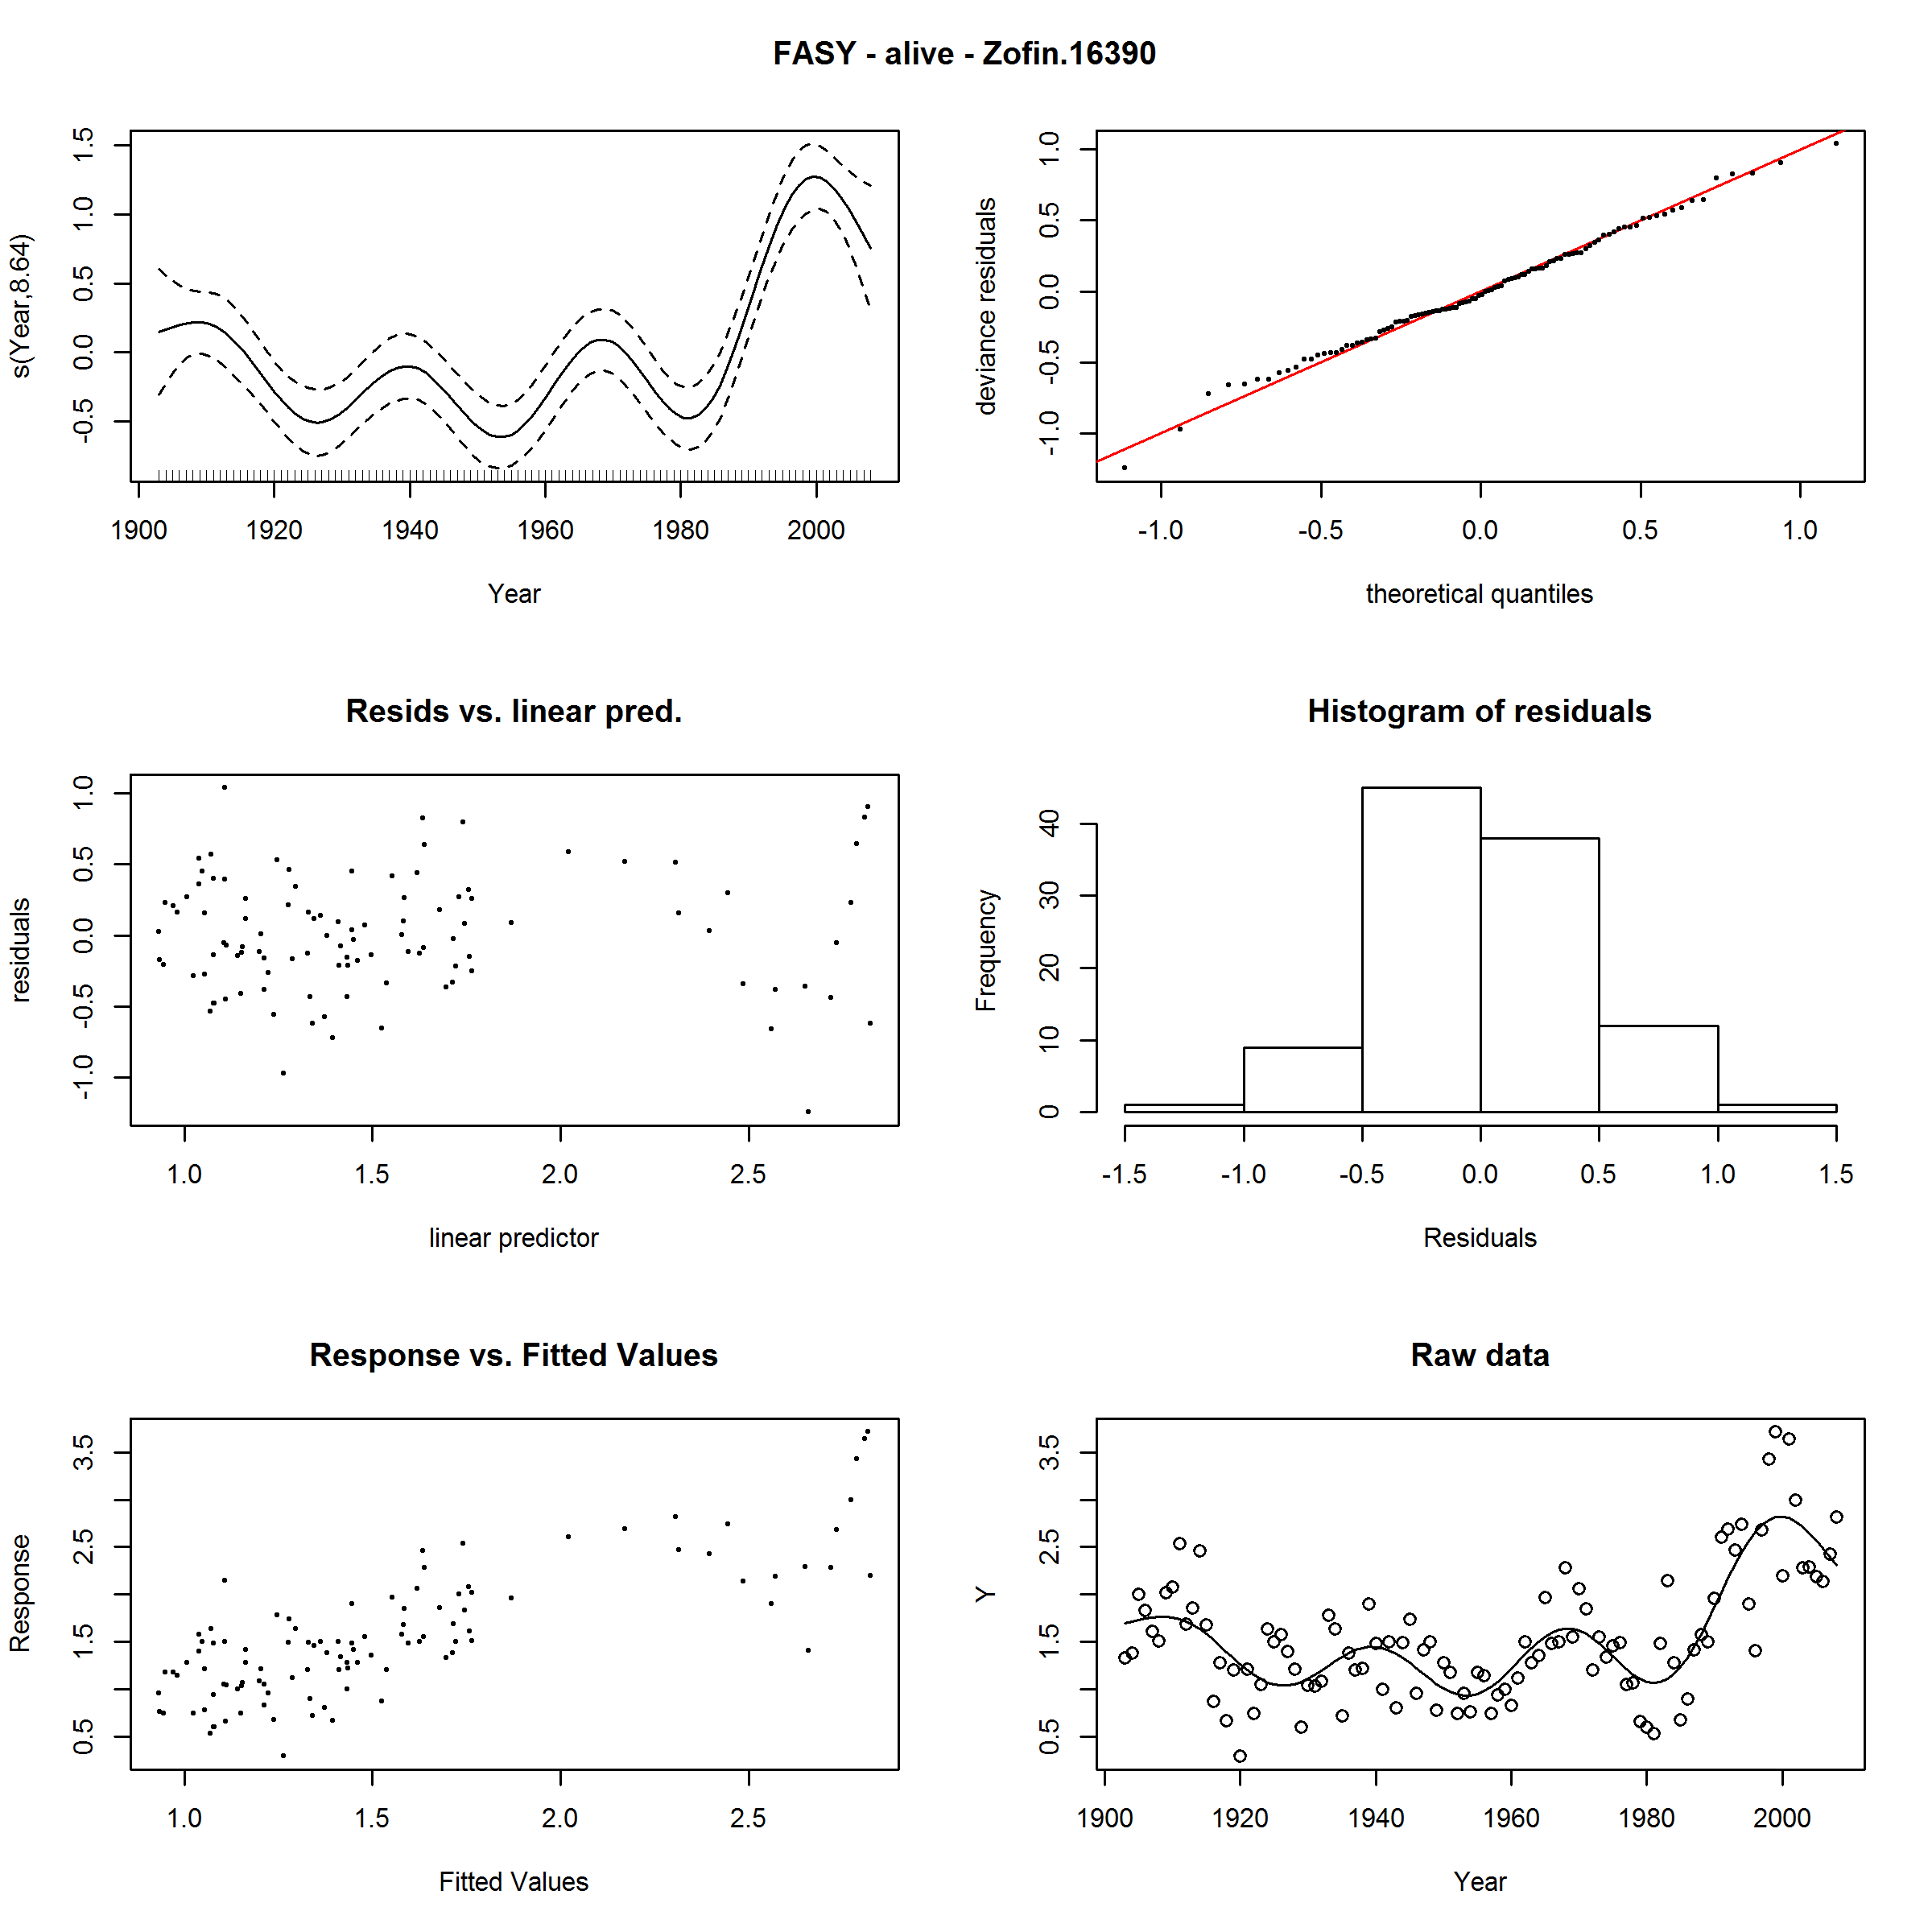 FASY - alive - Zofin.16390
s(Year,8.64)
-0.5 0.0 0.5 1.0 1.5
1900 1920 1940 1960 1980 2000
Year
deviance residuals
-1.0 -0.5 0.0 0.5 1.0
-1.0 -0.5 0.0 0.5 1.0
theoretical quantiles
Resids vs. linear pred.
residuals
-1.0 -0.5 0.0 0.5 1.0
1.0 1.5 2.0 2.5
linear predictor
Histogram of residuals
Frequency
0 10 20 30 40
-1.5 -1.0 -0.5 0.0 0.5 1.0 1.5
Residuals
Response vs. Fitted Values
Response
0.5 1.5 2.5 3.5
1.0 1.5 2.0 2.5
Fitted Values
Raw data
Y
0.5 1.5 2.5 3.5
1900 1920 1940 1960 1980 2000
Year